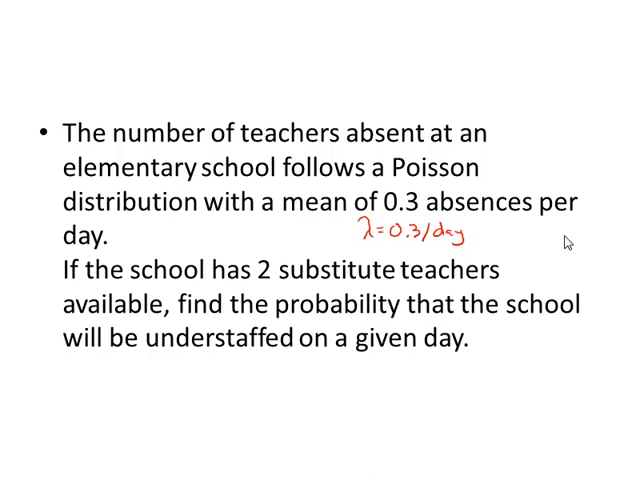 • The number of teachers absent at an
elementary school follows a Poisson
distribution with a mean of 0.3 absences per
day.
λ=0.3/day
If the school has 2 substitute teachers
available, find the probability that the school
will be understaffed on a given day.